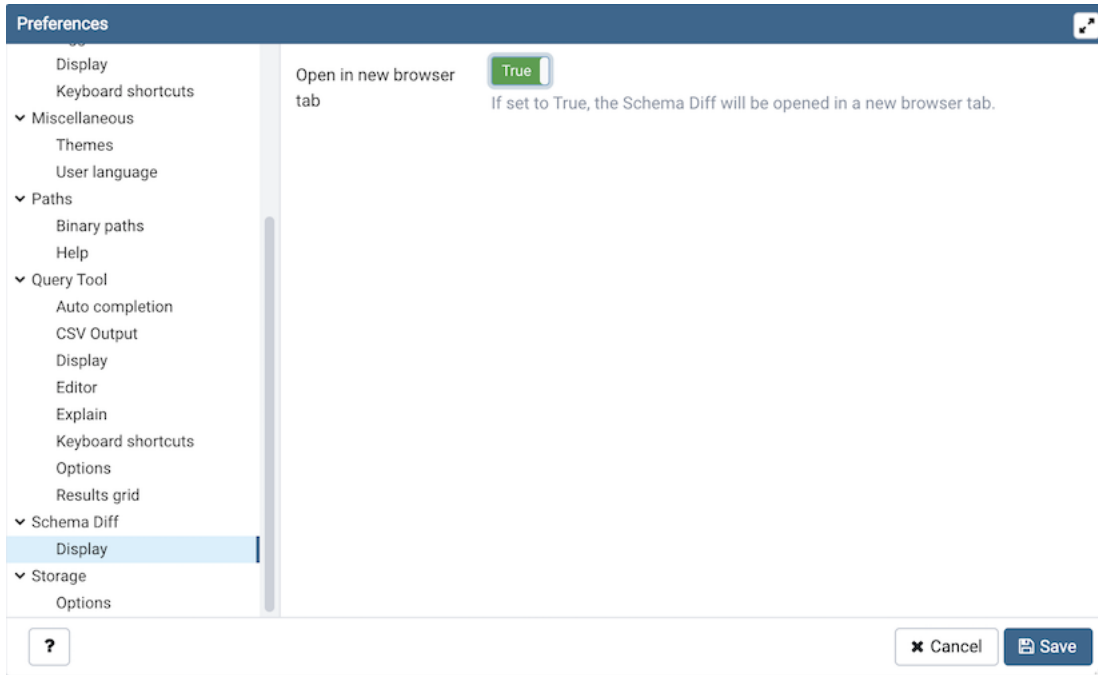 Preferences
Display
Keyboard shortcuts
Miscellaneous
Themes
User language
Paths
Binary paths
Help
Query Tool
Auto completion
CSV Output
Display
Editor
Explain
Keyboard shortcuts
Options
Results grid
Schema Diff
Display
Storage
Options
Open in new browser
tab
True
If set to True, the Schema Diff will be opened in a new browser tab.
?
Cancel
Save